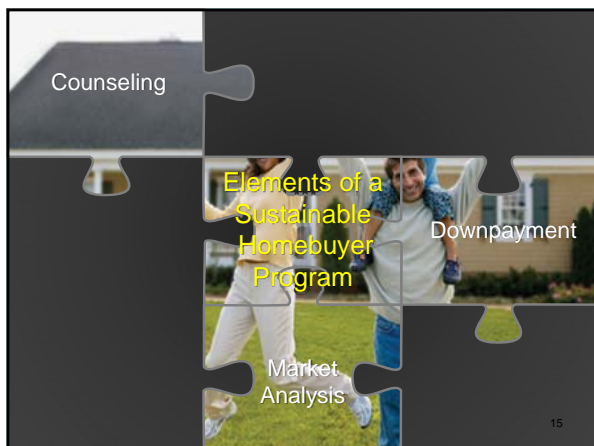 Counseling
Elements of a
Sustainable
Homebuyer
Program
Downpayment
Market
Analysis
15